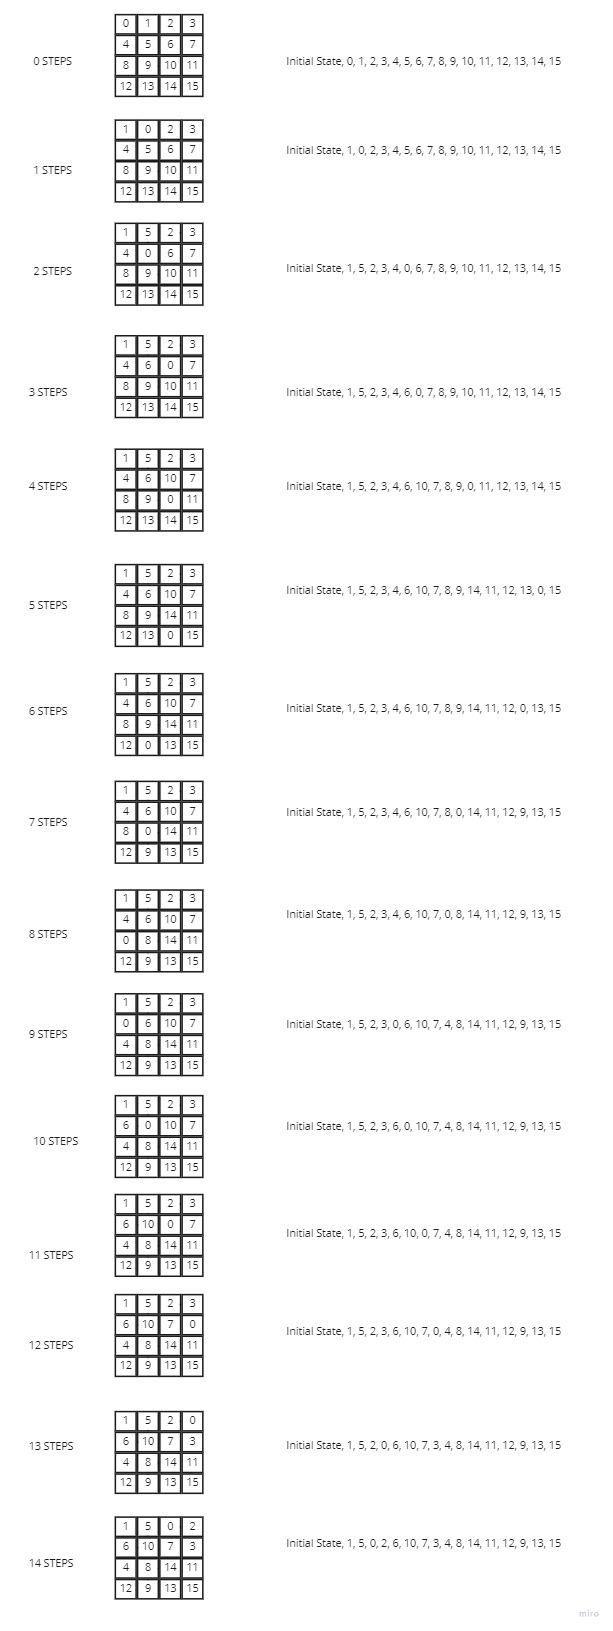 0 1 2 3
4 5 6 7
0 STEPS
Initial State, 0, 1, 2, 3, 4, 5, 6, 7, 8, 9, 10, 11, 12, 13, 14, 15
8 9 10 11
12 13 14 15
1 0 2 3
4 5 6 7
Initial State, 1, 0, 2, 3, 4, 5, 6, 7, 8, 9, 10, 11, 12, 13, 14, 15
1 STEPS
8 9 10 11
12 13 14 15
1 5 2 3
4 0 6 7
2 STEPS
8 9 10 11
Initial State, 1, 5, 2, 3, 4, 0, 6, 7, 8, 9, 10, 11, 12, 13, 14, 15
12 13 14 15
1 5 2 3
4 6 0 7
8 9 10 11
3 STEPS
Initial State, 1, 5, 2, 3, 4, 6, 0, 7, 8, 9, 10, 11, 12, 13, 14, 15
12 13 14 15
1 5 2 3
4 6 10 7
4 STEPS
Initial State, 1, 5, 2, 3, 4, 6, 10, 7, 8, 9, 0, 11, 12, 13, 14, 15
8 9 0 11
12 13 14 15
1 5 2 3
4 6 10 7
Initial State, 1, 5, 2, 3, 4, 6, 10, 7, 8, 9, 14, 11, 12, 13, 0, 15
5 STEPS
8 9 14 11
12 13 0 15
1 5 2 3
4 6 10 7
6 STEPS
Initial State, 1, 5, 2, 3, 4, 6, 10, 7, 8, 9, 14, 11, 12, 0, 13, 15
8 9 14 11
12 0 13 15
1 5 2 3
4 6 10 7
Initial State, 1, 5, 2, 3, 4, 6, 10, 7, 8, 0, 14, 11, 12, 9, 13, 15
7 STEPS
8 0 14 11
12 9 13 15
1 5 2 3
4 6 10 7
Initial State, 1, 5, 2, 3, 4, 6, 10, 7, 0, 8, 14, 11, 12, 9, 13, 15
8 STEPS
0 8 14 11
12 9 13 15
1 5 2 3
0 6 10 7
Initial State, 1, 5, 2, 3, 0, 6, 10, 7, 4, 8, 14, 11, 12, 9, 13, 15
9 STEPS
4 8 14 11
12 9 13 15
1 5 2 3
6 0 10 7
Initial State, 1, 5, 2, 3, 6, 0, 10, 7, 4, 8, 14, 11, 12, 9, 13, 15
10 STEPS
4 8 14 11
12 9 13 15
1 5 2 3
6 10 0 7
Initial State, 1, 5, 2, 3, 6, 10, 0, 7, 4, 8, 14, 11, 12, 9, 13, 15
4 8 14 11
11 STEPS
12 9 13 15
1 5 2 3
6 10 7 0
Initial State, 1, 5, 2, 3, 6, 10, 7, 0, 4, 8, 14, 11, 12, 9, 13, 15
12 STEPS
4 8 14 11
12 9 13 15
1 5 2 0
6 10 7 3
13 STEPS
Initial State, 1, 5, 2, 0, 6, 10, 7, 3, 4, 8, 14, 11, 12, 9, 13, 15
4 8 14 11
12 9 13 15
1 5 0 2
6 10 7 3
Initial State, 1, 5, 0, 2, 6, 10, 7, 3, 4, 8, 14, 11, 12, 9, 13, 15
14 STEPS
4 8 14 11
12 9 13 15
miro